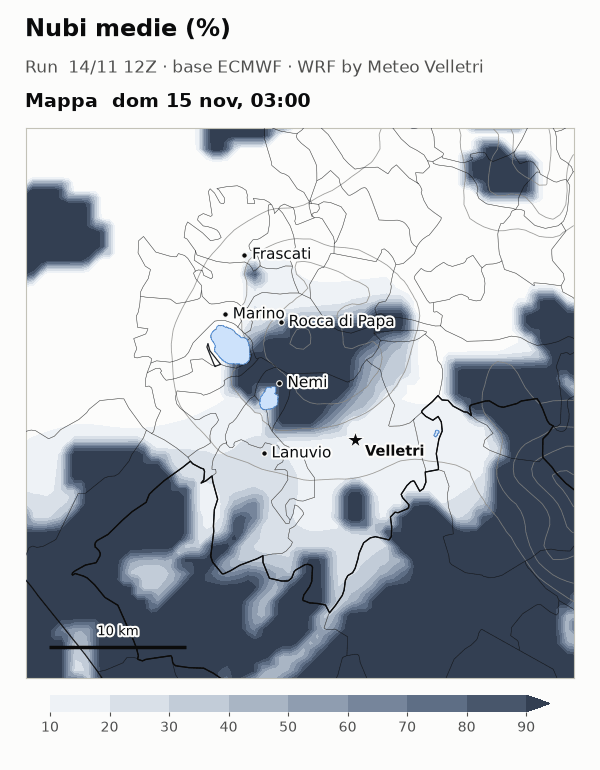 Nubi medie (%)
Run 14/11 12Z · base ECMWF · WRF by Meteo Velletri
Mappa dom 15 nov, 03:00
Frascati
Marino
Rocca di Papa
Nemi
Velletri
Lanuvio
10 km
10 20 30 40 50 60 70 80 90